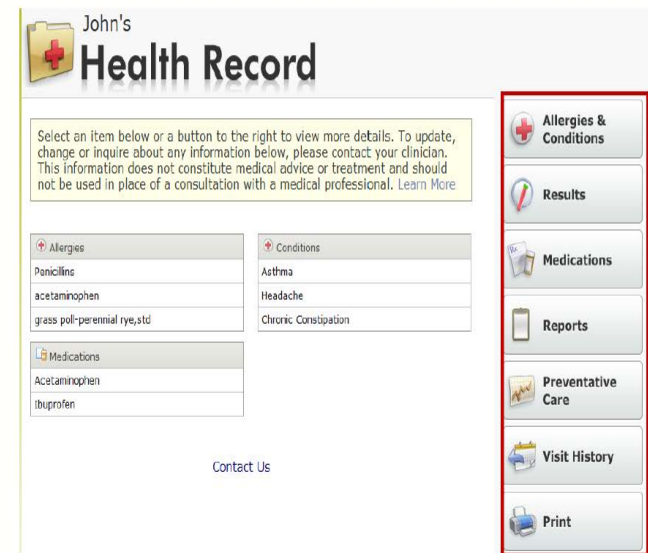 John's
Health Record
Select an item below or a button to the right to view more details. To update,
change or inquire about any information below, please contact your clinician.
This information does not constitute medical advice or treatment and should
not be used in place of a consultation with a medical professional. Learn More
Allergies
Penicillins
acetaminophen
grass poll-perennial rye,std
Conditions
Asthma
Headache
Chronic Constipation
Medications
Acetaminophen
Ibuprofen
Contact Us
Allergies &
Conditions
Results
Rx
Medications
Reports
Preventative
Care
Visit History
Print